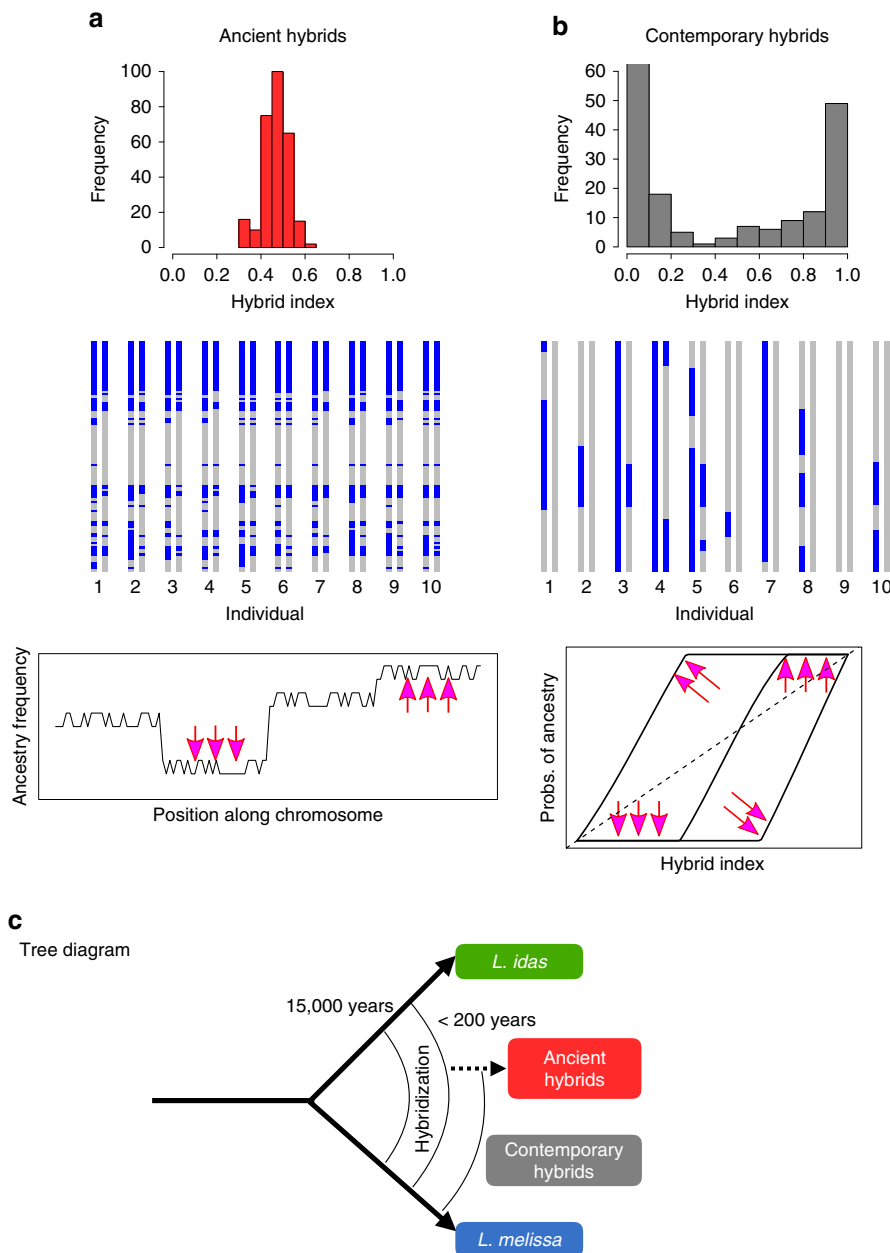 a
Ancient hybrids
Frequency
100
80
60
40
20
0
0.0 0.2 0.4 0.6 0.8 1.0
Hybrid index
1 2 3 4 5 6 7 8 9 10
Individual
Ancestry frequency
Position along chromosome
b
Contemporary hybrids
Frequency
60
50
40
30
20
10
0
0.0 0.2 0.4 0.6 0.8 1.0
Hybrid index
1 2 3 4 5 6 7 8 9 10
Individual
Probs. of ancestry
Hybrid index
c
Tree diagram
L. idas
15,000 years
< 200 years
Hybridization
Ancient
hybrids
Contemporary
hybrids
L. melissa